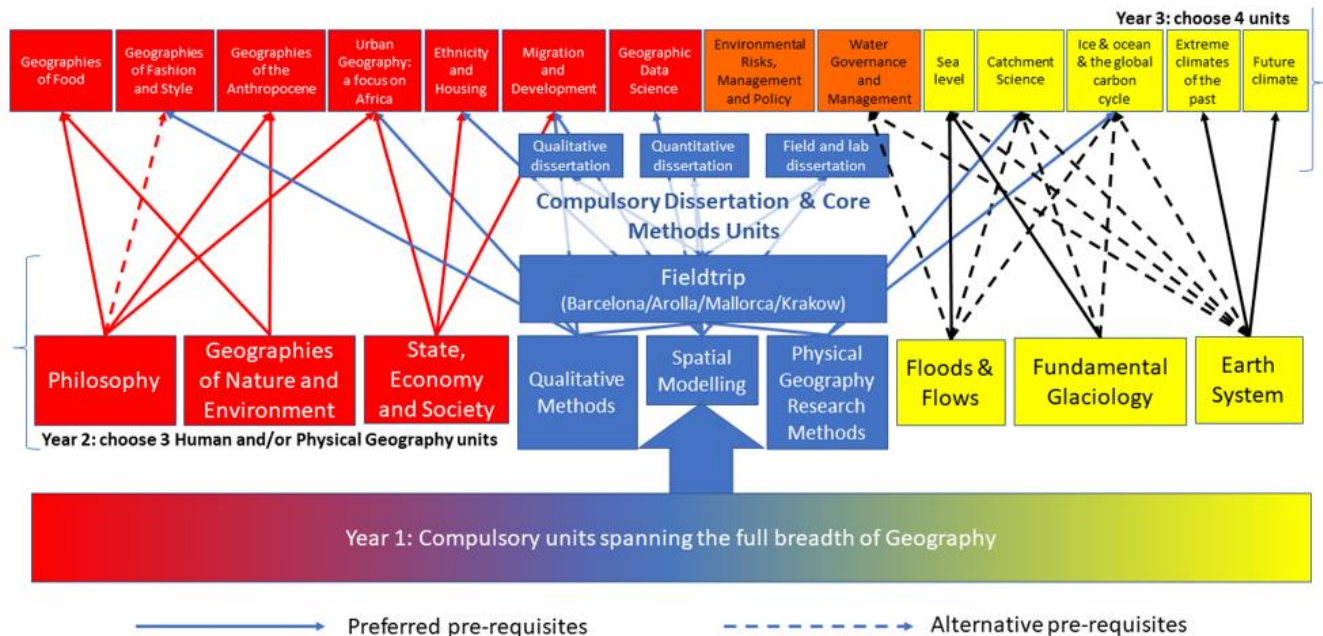 Year 3: choose 4 units
Geographies
of Food
Geographies
of Fashion
and Style
Geographies
of the
Anthropocene
Urban
Geography:
a focus on
Africa
Ethnicity
and
Housing
Migration
and
Development
Geographic
Data
Science
Environmental
Risks,
Management
and Policy
Water
Governance
and
Management
Sea
level
Catchment
Science
Ice & ocean
& the global
carbon
cycle
Extreme
climates
of the
past
Future
climate
Qualitative
dissertation
Quantitative
dissertation
Field and lab
dissertation
Compulsory Dissertation & Core
Methods Units
Fieldtrip
(Barcelona/Arolla/Mallorca/Krakow)
Philosophy
Geographies
of Nature and
Environment
State,
Economy
and Society
Qualitative
Methods
Spatial
Modelling
Physical
Geography
Research
Methods
Floods &
Flows
Fundamental
Glaciology
Earth
System
Year 2: choose 3 Human and/or Physical Geography units
Year 1: Compulsory units spanning the full breadth of Geography
Preferred pre-requisites
Alternative pre-requisites